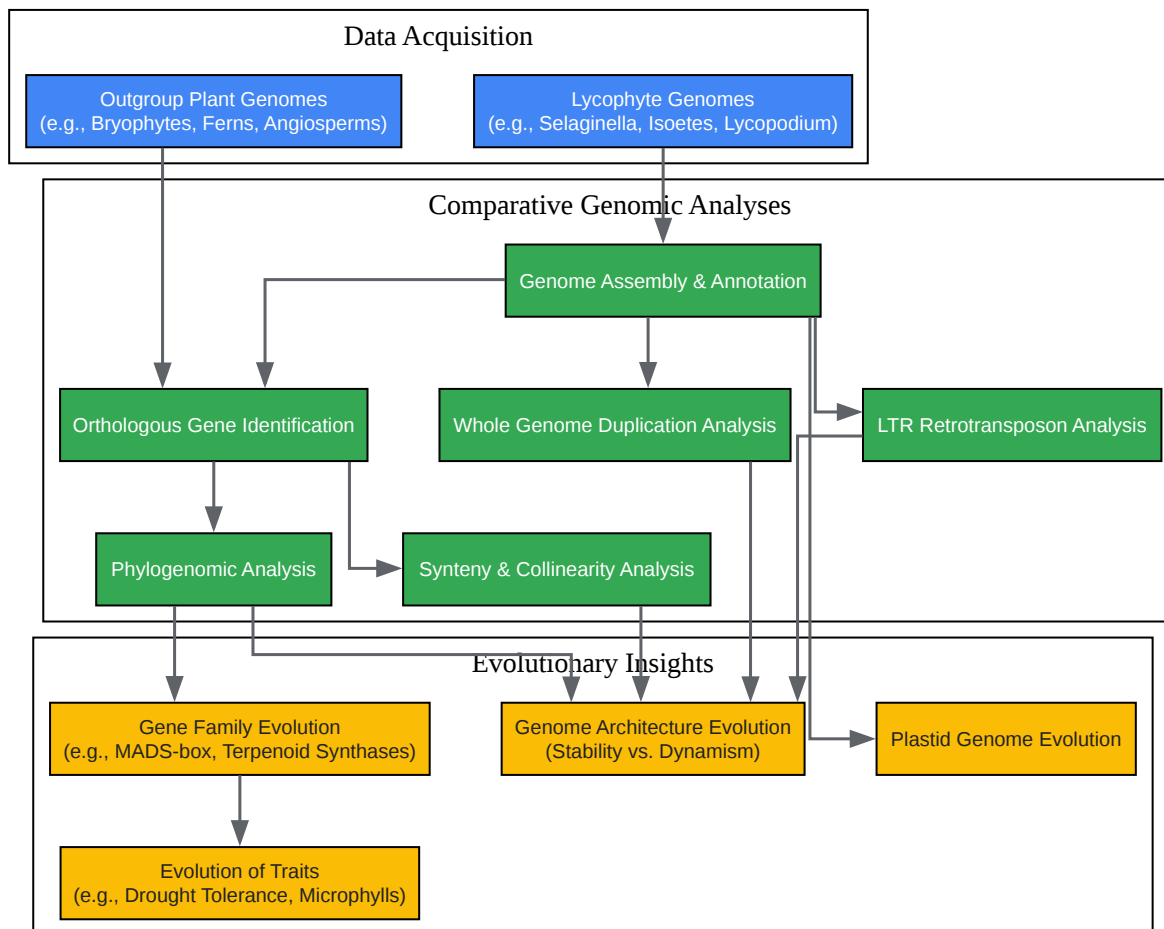 Data Acquisition
Outgroup Plant Genomes
(e.g., Bryophytes, Ferns, Angiosperms)
Lycophyte Genomes
(e.g., Selaginella, Isoetes, Lycopodium)
Comparative Genomic Analyses
Genome Assembly & Annotation
Orthologous Gene Identification
Whole Genome Duplication Analysis
LTR Retrotransposon Analysis
Phylogenomic Analysis
Synteny & Collinearity Analysis
Evolutionary Insights
Gene Family Evolution
(e.g., MADS-box, Terpenoid Synthases)
Genome Architecture Evolution
(Stability vs. Dynamism)
Plastid Genome Evolution
Evolution of Traits
(e.g., Drought Tolerance, Microphylls)